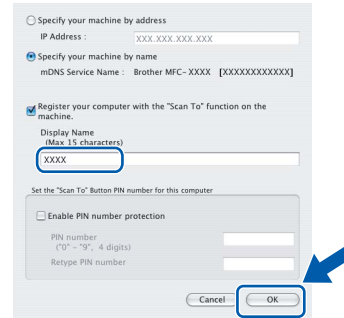 Specify your machine by address
IP Address : XXX.XXX.XXX.XXX
Specify your machine by name
mDNS Service Name : Brother MFC- XXXX [XXXXXXXXXXXX]
Register your computer with the "Scan To" function on the
machine.
Display Name
(Max 15 characters)
XXXX
Set the "Scan To" Button PIN number for this computer
Enable PIN number protection
PIN number
("0" - "9", 4 digits)
Retype PIN number
Cancel OK